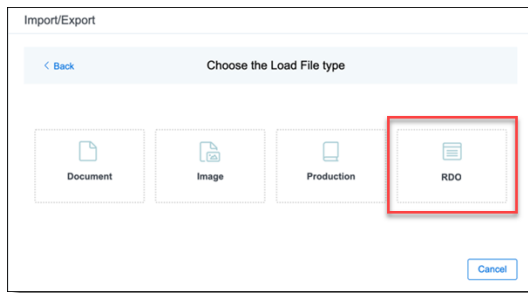 Import/Export
< Back
Choose the Load File type
Document
Image
Production
RDO
Cancel